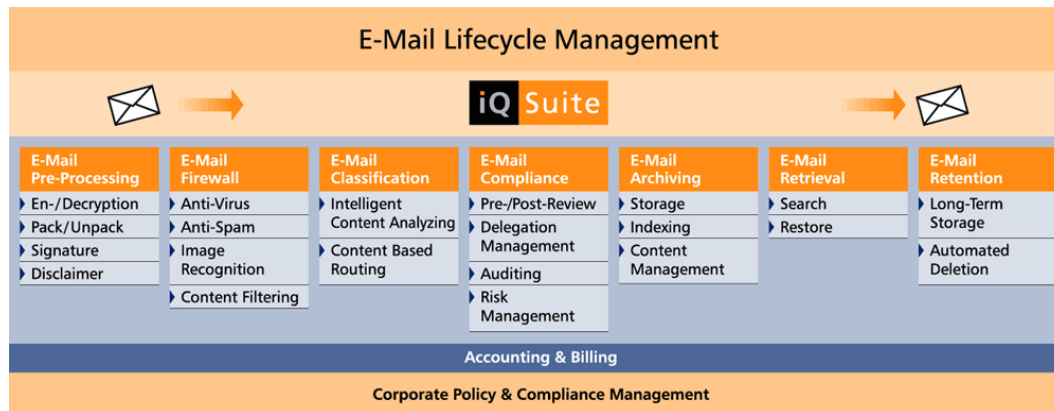 E-Mail Lifecycle Management
iQ Suite
E-Mail
Pre-Processing
En-/Decryption
Pack/Unpack
Signature
Disclaimer
E-Mail
Firewall
Anti-Virus
Anti-Spam
Image
Recognition
Content Filtering
E-Mail
Classification
Intelligent
Content Analyzing
Content Based
Routing
E-Mail
Compliance
Pre-/Post-Review
Delegation
Management
Auditing
Risk
Management
E-Mail
Archiving
Storage
Indexing
Content
Management
E-Mail
Retrieval
Search
Restore
E-Mail
Retention
Long-Term
Storage
Automated
Deletion
Accounting & Billing
Corporate Policy & Compliance Management